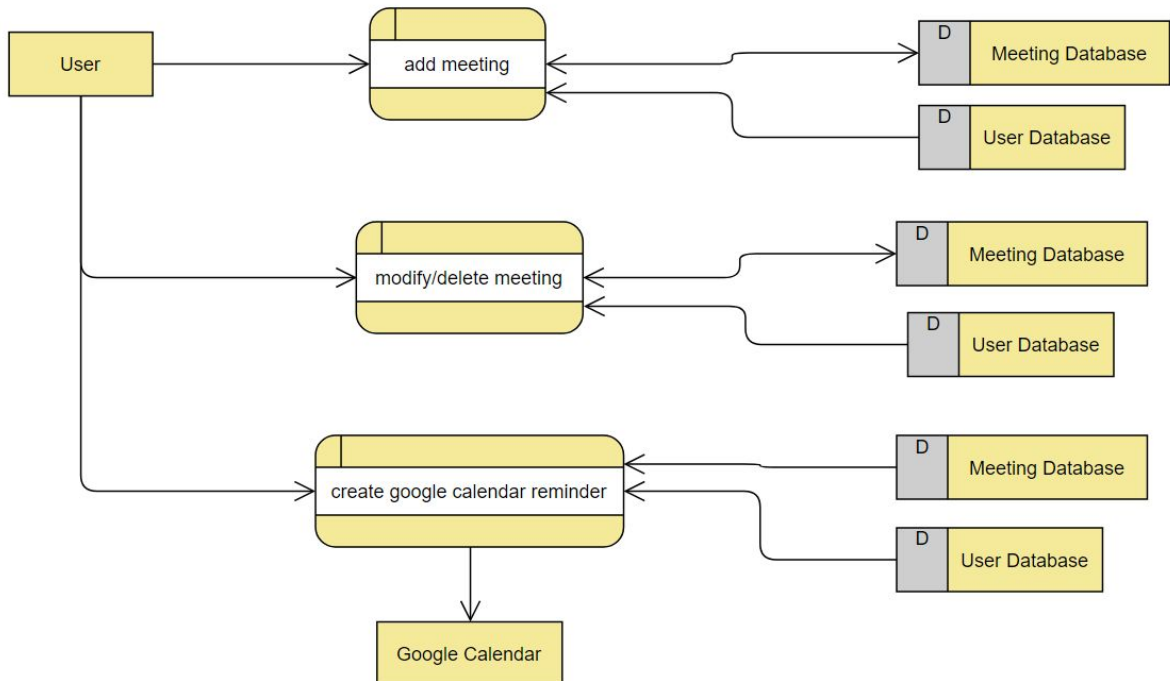 User
add meeting
D
Meeting Database
D
User Database
modify/delete meeting
D
Meeting Database
D
User Database
create google calendar reminder
D
Meeting Database
D
User Database
Google Calendar